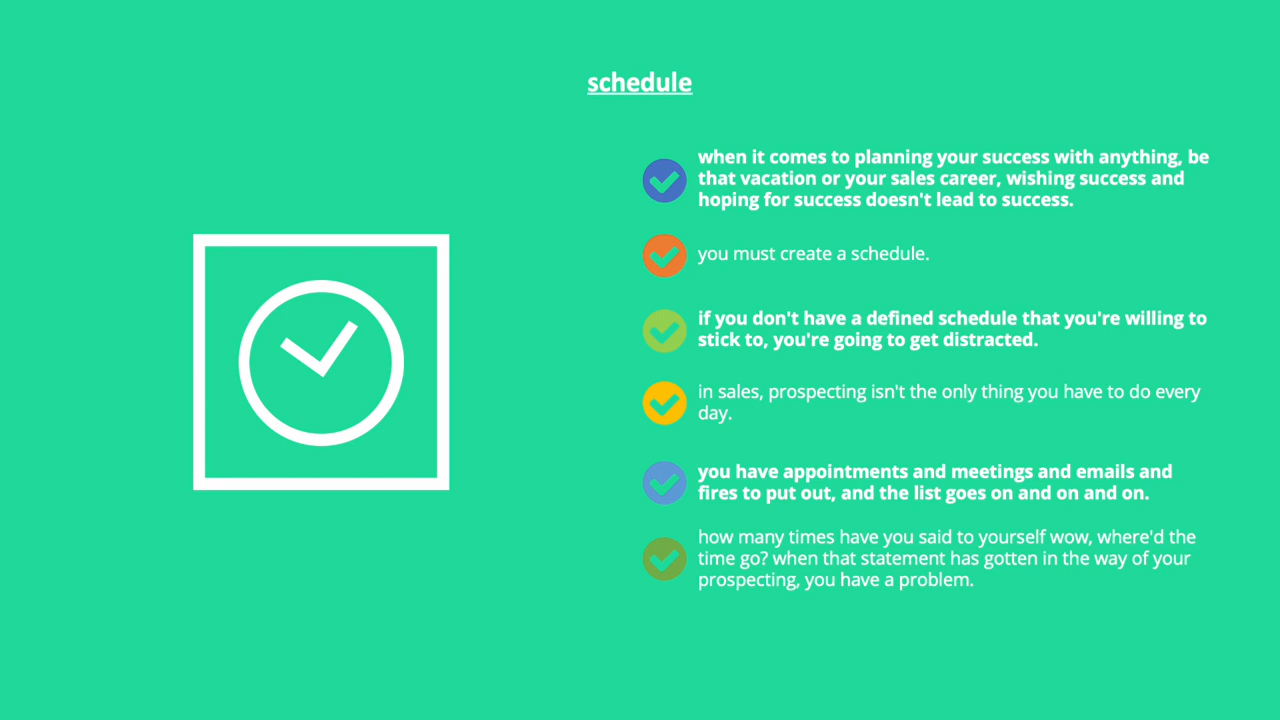 schedule
when it comes to planning your success with anything, be
that vacation or your sales career, wishing success and
hoping for success doesn't lead to success.
you must create a schedule.
if you don't have a defined schedule that you're willing to
stick to, you're going to get distracted.
in sales, prospecting isn't the only thing you have to do every
day.
you have appointments and meetings and emails and
fires to put out, and the list goes on and on and on.
how many times have you said to yourself wow, where'd the
time go? when that statement has gotten in the way of your
prospecting, you have a problem.